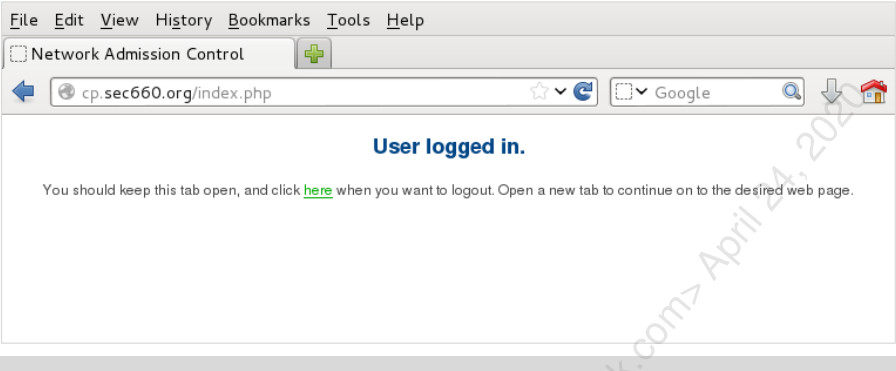 File Edit View History Bookmarks Tools Help
Network Admission Control
cp.sec660.org/index.php Google
User logged in.
You should keep this tab open, and click here when you want to logout. Open a new tab to continue on to the desired web page.
k.com> April 24, 2020